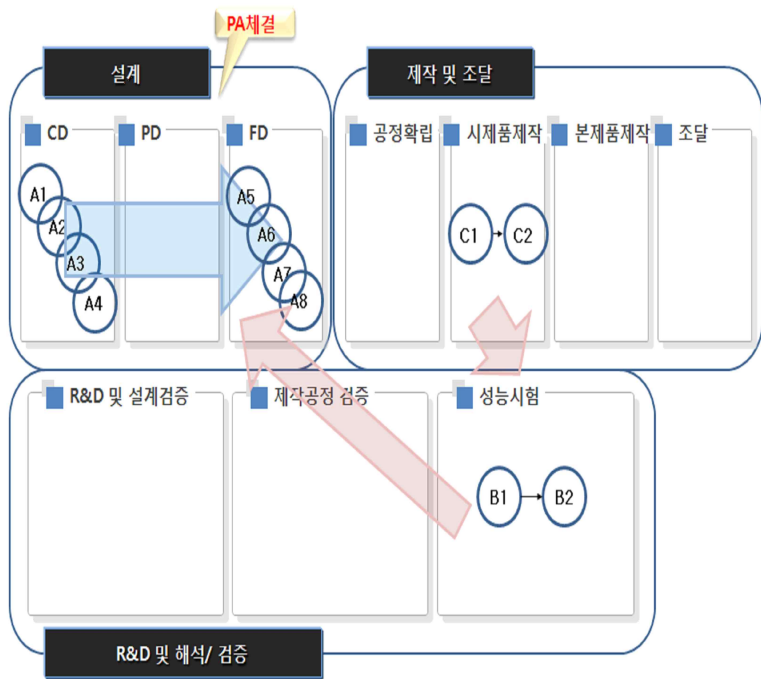 PA체결
설계
제작 및 조달
CD
PD
FD
공정확립
시제품제작
본제품제작
조달
A1
A2
A3
A4
A5
A6
A7
A8
C1
C2
R&D 및 설계검증
제작공정 검증
성능시험
B1
B2
R&D 및 해석/ 검증